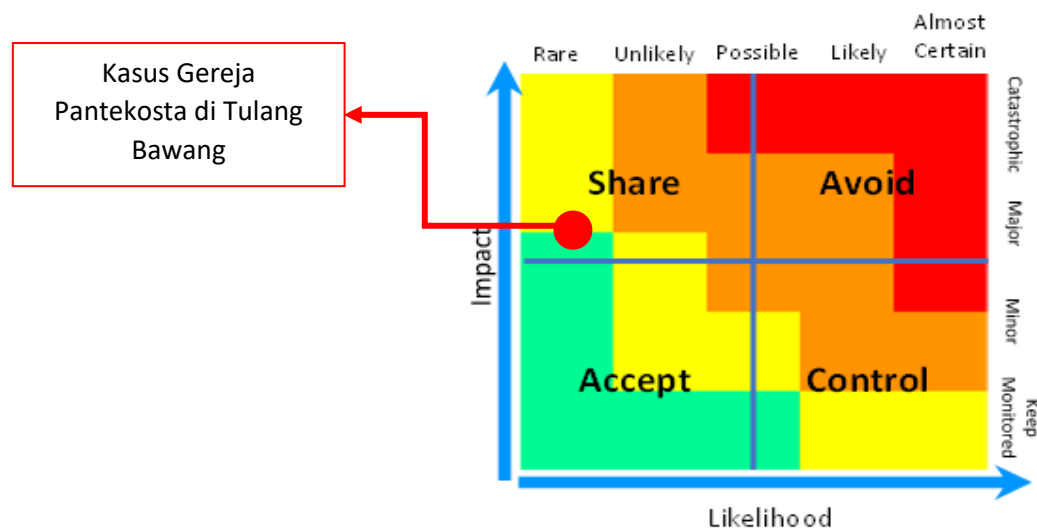 Kasus Gereja
Pantekosta di Tulang
Bawang
Rare
Unlikely
Possible
Likely
Almost
Certain
Impact
Share
Avoid
Accept
Control
Catastrophic
Major
Minor
Keep
Monitored
Likelihood